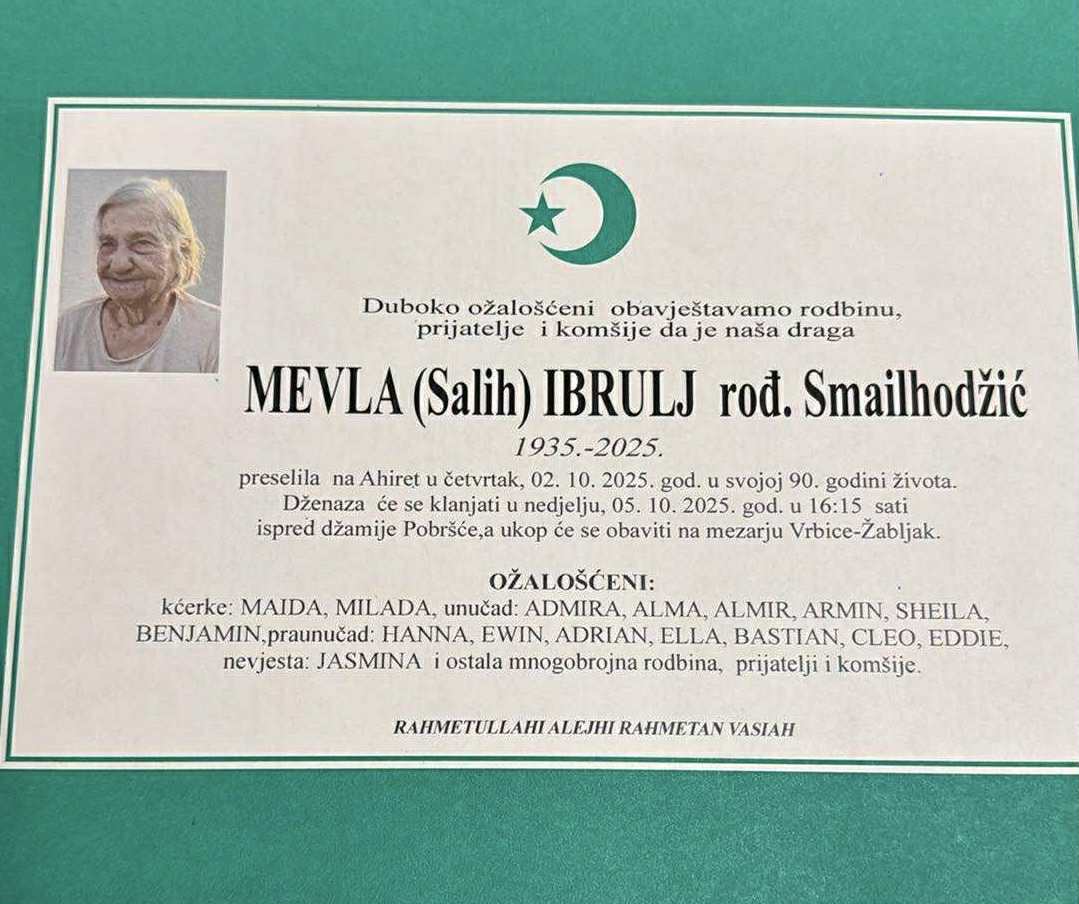 Duboko ožalošćeni obavještavamo rodbinu,
prijatelje i komšije da je naša draga
MEVLA (Salih) IBRULJ rođ. Smailhodžić
1935.-2025.
preselila na Ahiret u četvrtak, 02. 10. 2025. god. u svojoj 90. godini života.
Dženaza će se klanjati u nedjelju, 05. 10. 2025. god. u 16:15 sati
ispred džamije Pobršće,a ukop će se obaviti na mezarju Vrbice-Žabljak.
OŽALOŠĆENI:
kćerke: MAIDA, MILADA, unučad: ADMIRA, ALMA, ALMIR, ARMIN, SHEILA,
BENJAMIN,praunučad: HANNA, EWIN, ADRIAN, ELLA, BASTIAN, CLEO, EDDIE,
nevjesta: JASMINA i ostala mnogobrojna rodbina, prijatelji i komšije.
RAHMETULLAHI ALEJHI RAHMETAN VASIAH